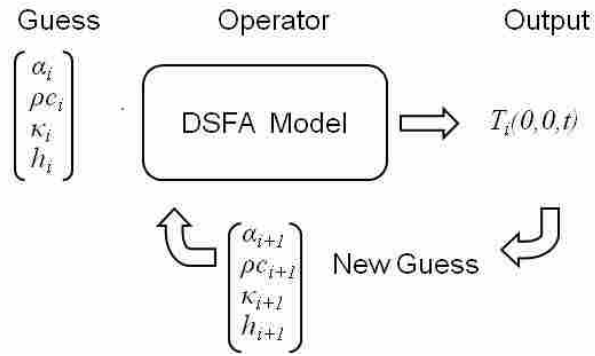 Guess Operator Output
α_i
ρc_i
κ_i
h_i
DSFA Model
T_i(0,0,t)
α_{i+1}
ρc_{i+1}
κ_{i+1}
h_{i+1}
New Guess